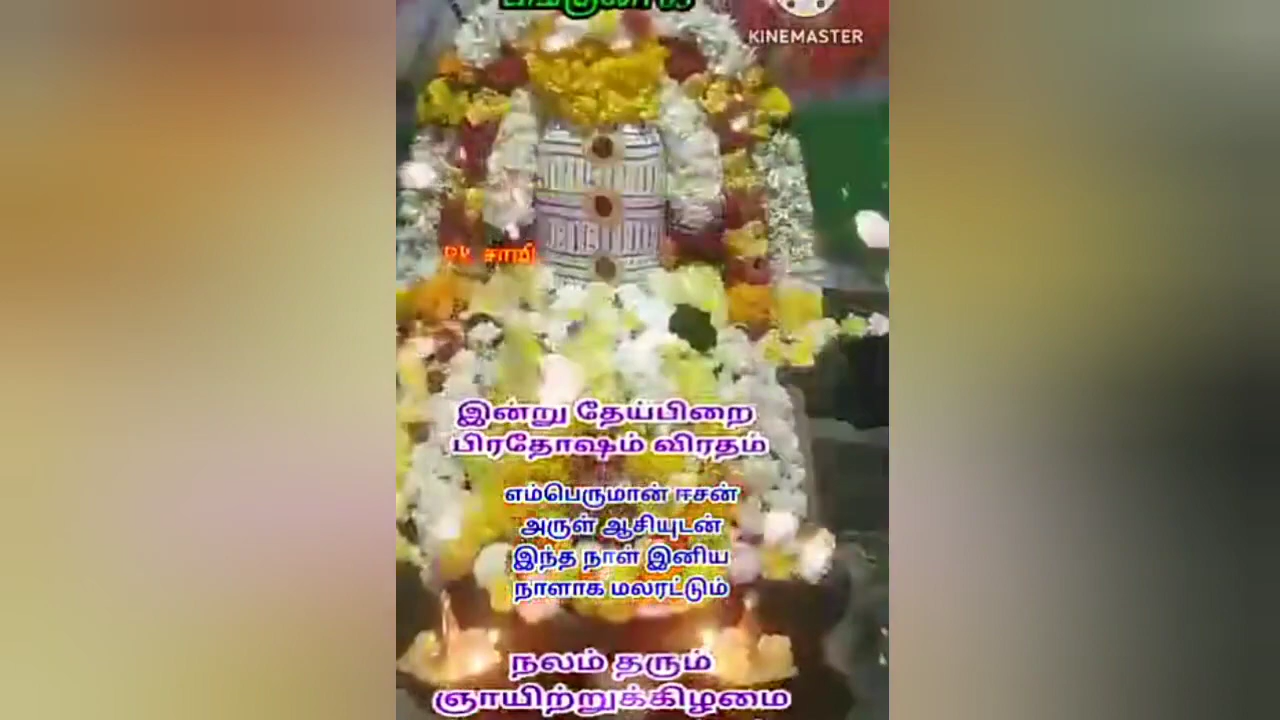 KINEMASTER
சாமி
இன்று தேய்பிறை
பிரதோஷம் விரதம்
எம்பெருமான் ஈசன்
அருள் ஆசியுடன்
இந்த நாள் இனிய
நாளாக மலரட்டும்
நலம் தரும்
ஞாயிற்றுக்கிழமை